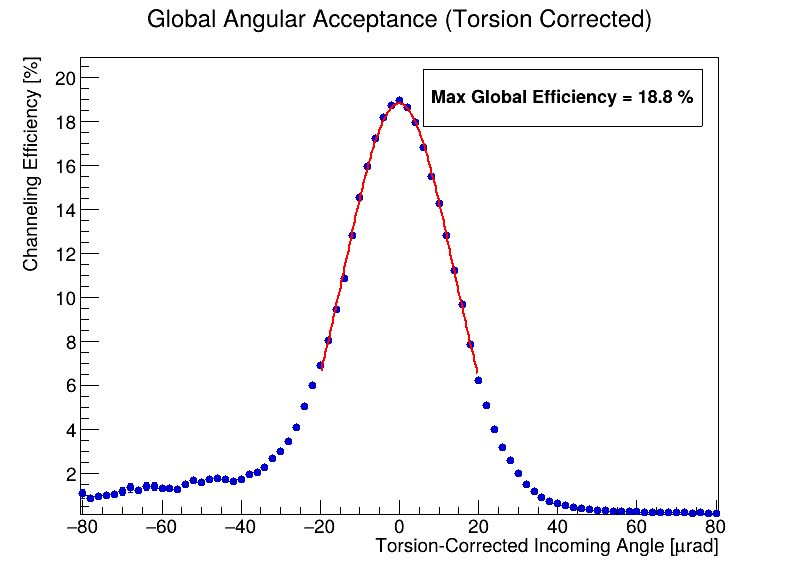 Global Angular Acceptance (Torsion Corrected)
Channeling Efficiency [%]
Max Global Efficiency = 18.8 %
20
18
16
14
12
10
8
6
4
2
−80 −60 −40 −20 0 20 40 60 80
Torsion-Corrected Incoming Angle [μrad]